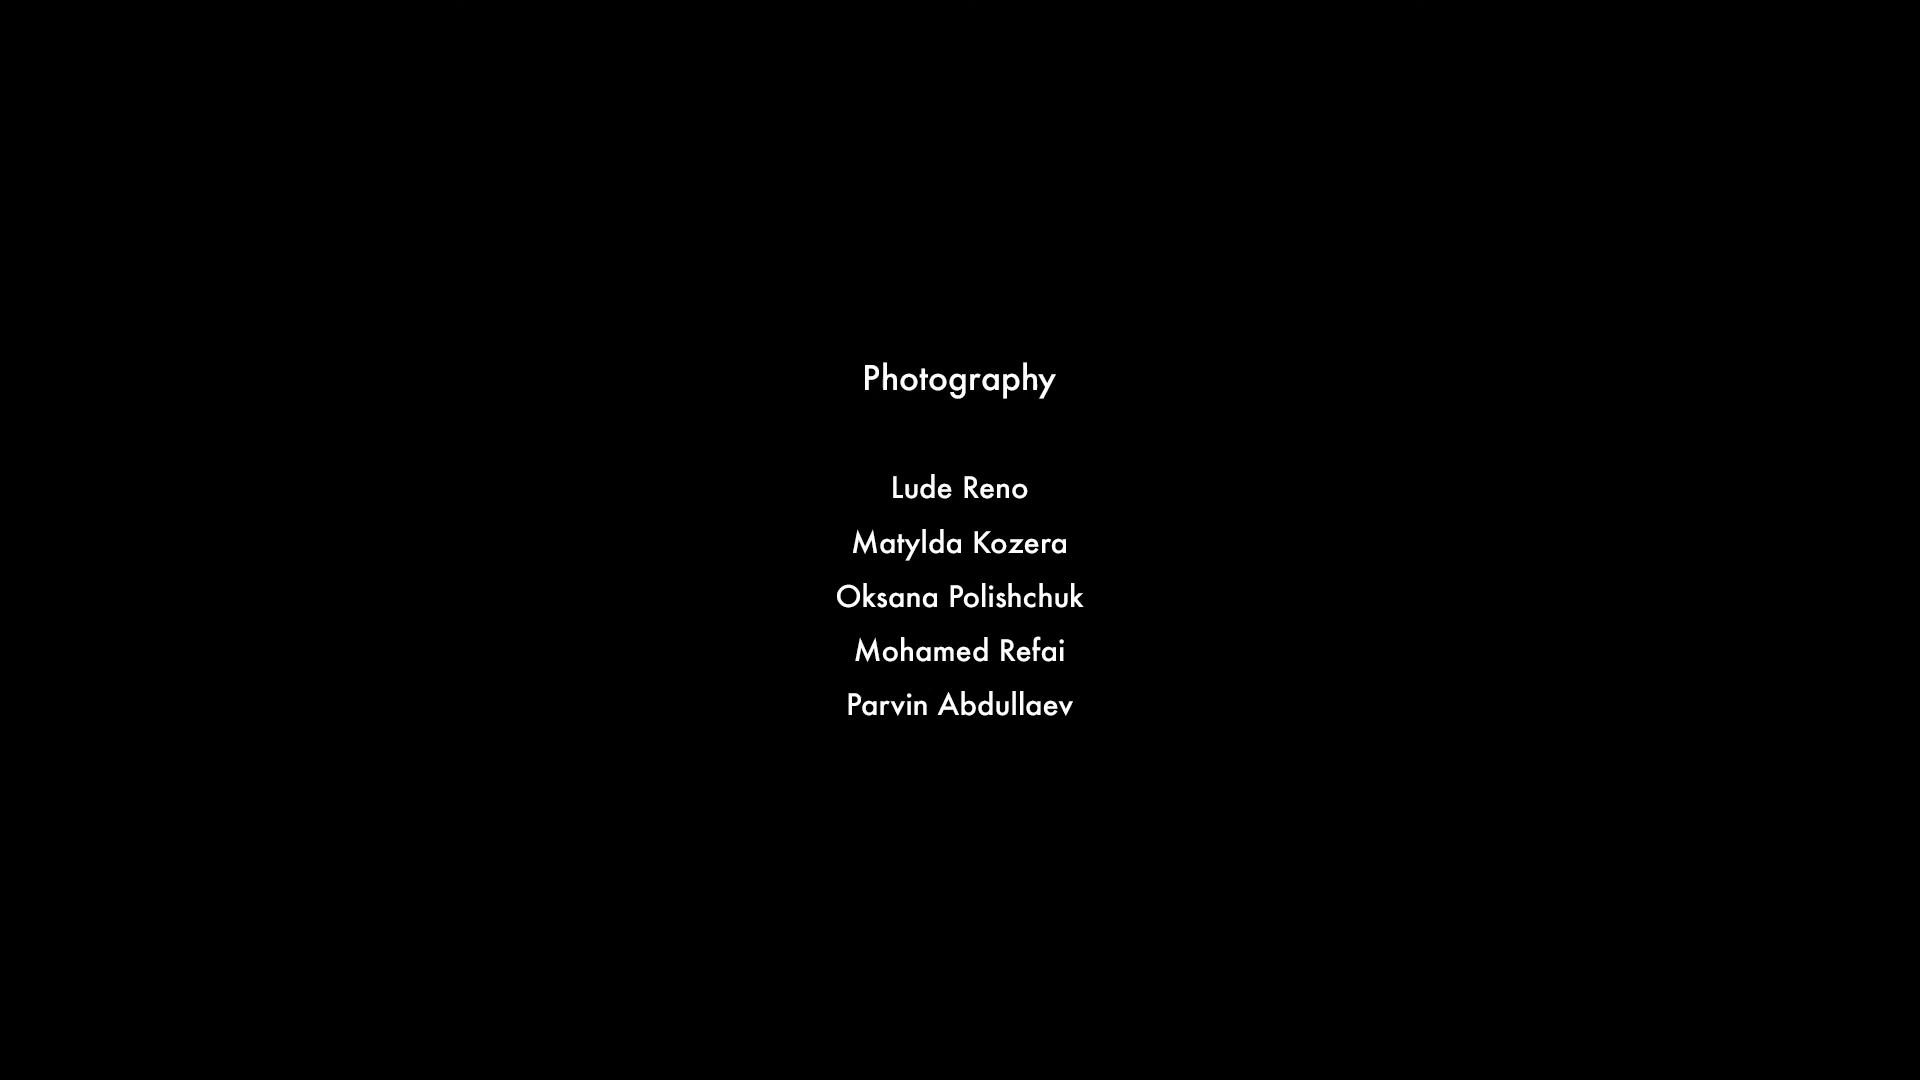 Photography
Lude Reno
Matylda Kozera
Oksana Polishchuk
Mohamed Refai
Parvin Abdullaev